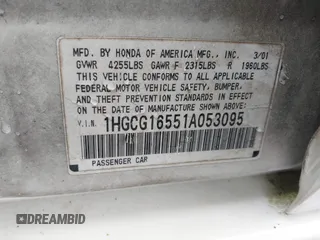 MFD. BY HONDA OF AMERICA MFG., INC. 3/01
GVWR 4255LBS GAWR F 2315LBS R 1960LBS
THIS VEHICLE CONFORMS TO ALL APPLICABLE
FEDERAL MOTOR VEHICLE SAFETY, BUMPER,
AND THEFT PREVENTION STANDARDS IN EFFECT
ON THE DATE OF MANUFACTURE SHOWN ABOVE.
V.I.N. 1HGCG16551A053095
PASSENGER CAR
DREAMBID